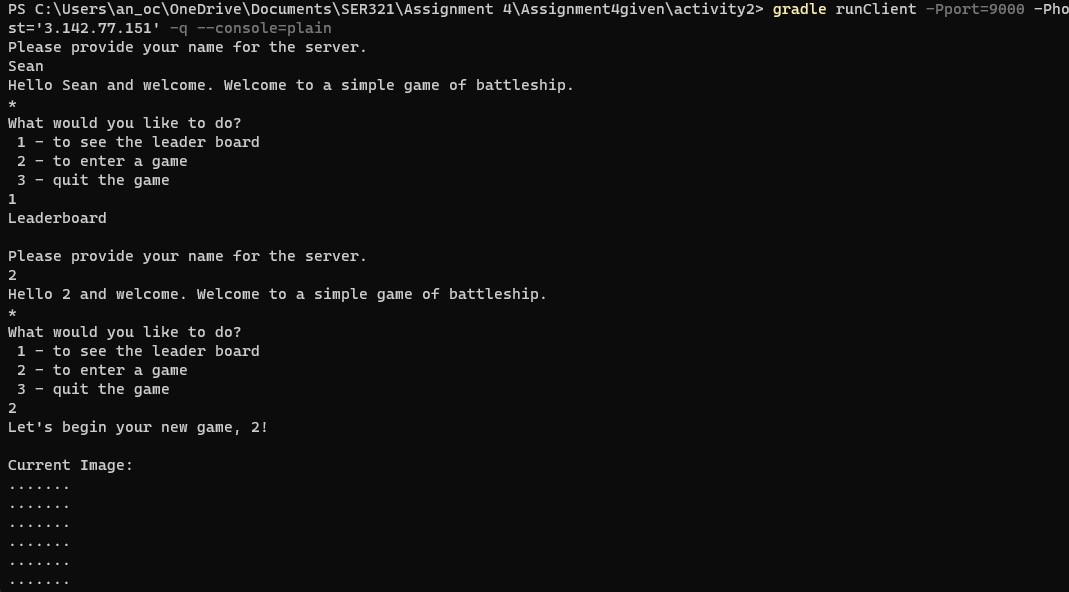 PS C:\Users\an_oc\OneDrive\Documents\SER321\Assignment 4\Assignment4given\activity2> gradle runClient -Pport=9000 -Pho
st='3.142.77.151' -q --console=plain
Please provide your name for the server.
Sean
Hello Sean and welcome. Welcome to a simple game of battleship.
*
What would you like to do?
 1 - to see the leader board
 2 - to enter a game
 3 - quit the game
1
Leaderboard

Please provide your name for the server.
2
Hello 2 and welcome. Welcome to a simple game of battleship.
*
What would you like to do?
 1 - to see the leader board
 2 - to enter a game
 3 - quit the game
2
Let's begin your new game, 2!

Current Image:
.......
.......
.......
.......
.......
.......